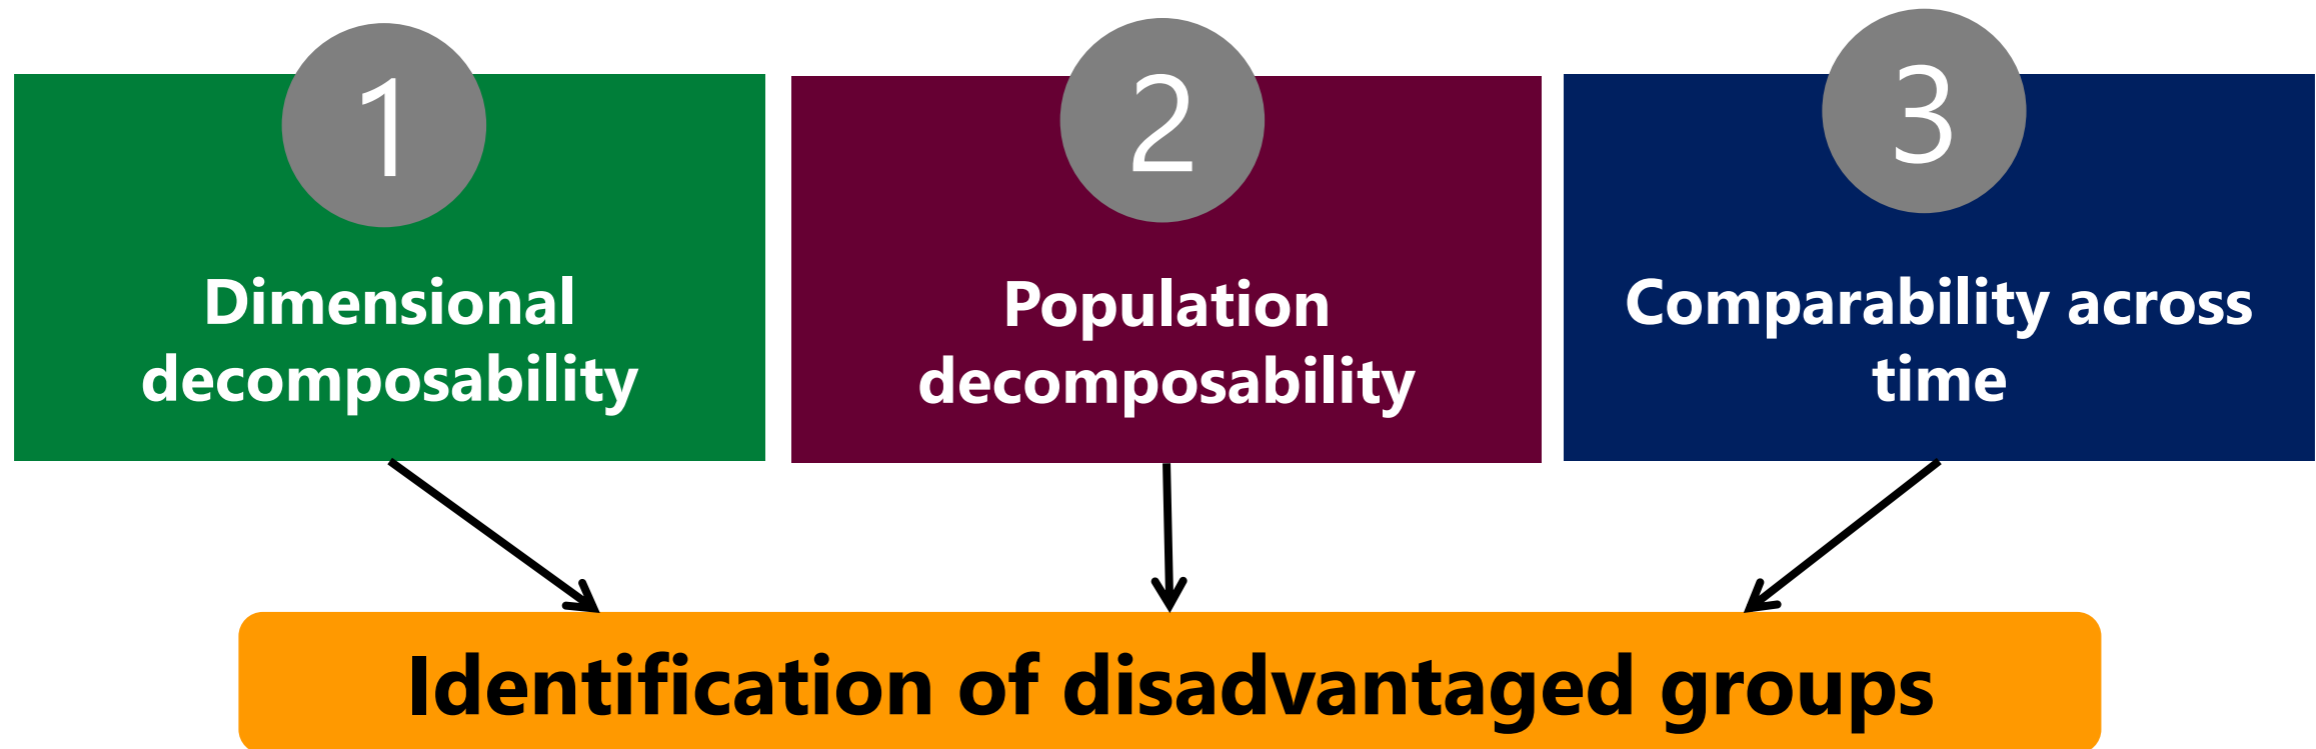 1
Dimensional
decomposability
2
Population
decomposability
3
Comparability across
time
Identification of disadvantaged groups